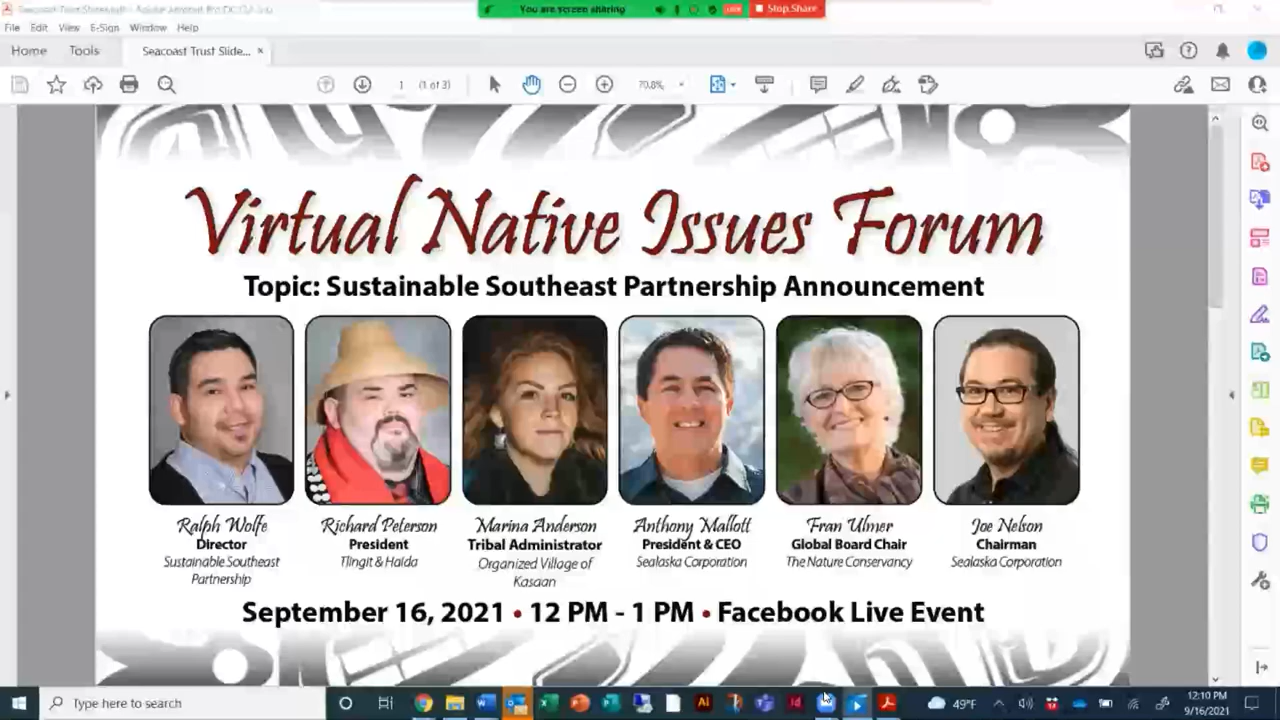 You are screen sharing
LIVE
Stop Share
File Edit View E-Sign Window Help
Home Tools Seacoast Trust Slide... ×
1 (1 of 3) 70.8%
Virtual Native Issues Forum
Topic: Sustainable Southeast Partnership Announcement
Ralph Wolfe
Director
Sustainable Southeast
Partnership
Richard Peterson
President
Tlingit & Haida
Marina Anderson
Tribal Administrator
Organized Village of
Kasaan
Anthony Mallott
President & CEO
Sealaska Corporation
Fran Ulmer
Global Board Chair
The Nature Conservancy
Joe Nelson
Chairman
Sealaska Corporation
September 16, 2021 • 12 PM - 1 PM • Facebook Live Event
Type here to search
49°F
12:10 PM
9/16/2021